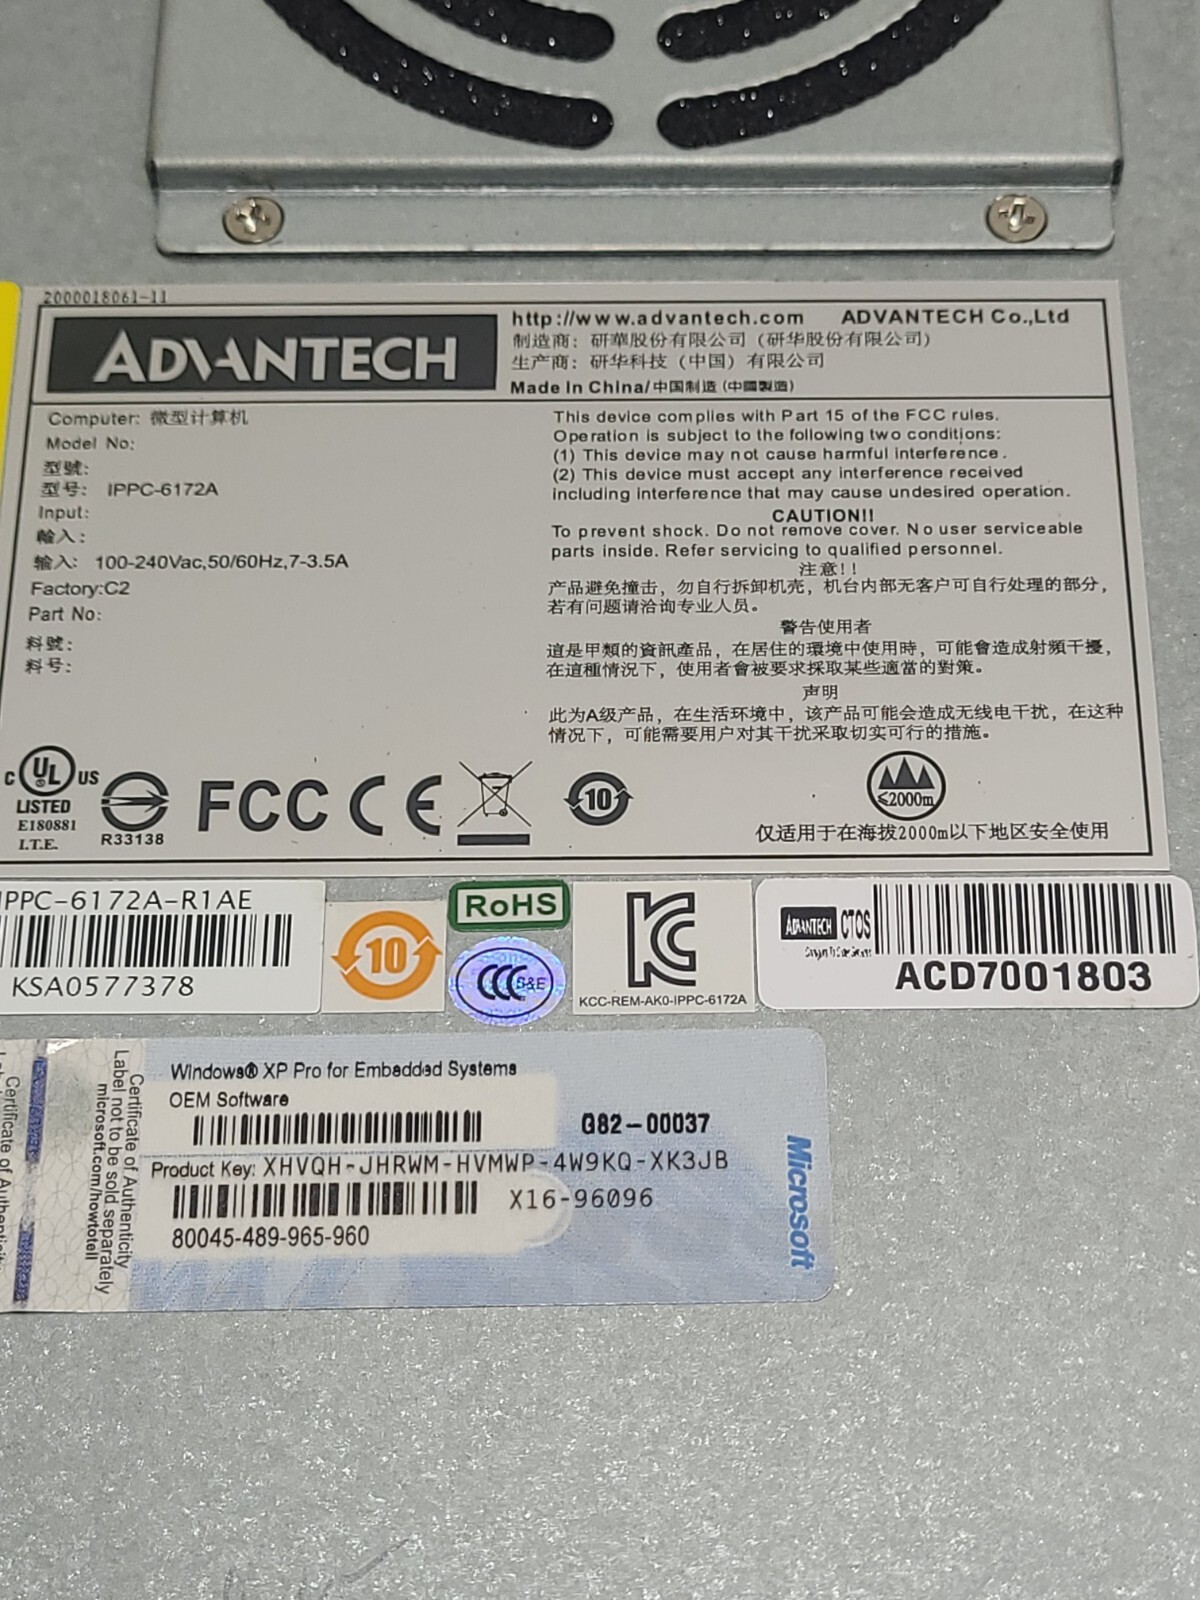 2000018061-11
ADVANTECH
http://www.advantech.com ADVANTECH Co.,Ltd
制造商: 研華股份有限公司 (研华股份有限公司)
生产商: 研华科技 (中国) 有限公司
Made In China/中国制造 (中國製造)
Computer: 微型计算机
Model No:
型號:
型号: IPPC-6172A
Input:
輸入:
输入: 100-240Vac,50/60Hz,7-3.5A
Factory:C2
Part No:
料號:
料号:
This device complies with Part 15 of the FCC rules.
Operation is subject to the following two conditions:
(1) This device may not cause harmful interference.
(2) This device must accept any interference received
including interference that may cause undesired operation.
CAUTION!!
To prevent shock. Do not remove cover. No user serviceable
parts inside. Refer servicing to qualified personnel.
注意!!
产品避免撞击, 勿自行拆卸机壳, 机台内部无客户可自行处理的部分,
若有问题请洽询专业人员。
警告使用者
這是甲類的資訊產品, 在居住的環境中使用時, 可能會造成射頻干擾,
在這種情況下, 使用者會被要求採取某些適當的對策。
声明
此为A级产品, 在生活环境中, 该产品可能会造成无线电干扰, 在这种
情况下, 可能需要用户对其干扰采取切实可行的措施。
C UL US
LISTED
E180881
I.T.E.
R33138
FCC CE
10
≤2000m
仅适用于在海拔2000m以下地区安全使用
IPPC-6172A-R1AE
KSA0577378
10
RoHS
CCC S&E
KC
KCC-REM-AK0-IPPC-6172A
ADVANTECH CTOS
ACD7001803
Certificate of Authenticity
Label not to be sold separately
microsoft.com/howtotell
Windows® XP Pro for Embedded Systems
OEM Software
G82-00037
Product Key: XHVQH-JHRWM-HVMWP-4W9KQ-XK3JB
X16-96096
80045-489-965-960
Microsoft